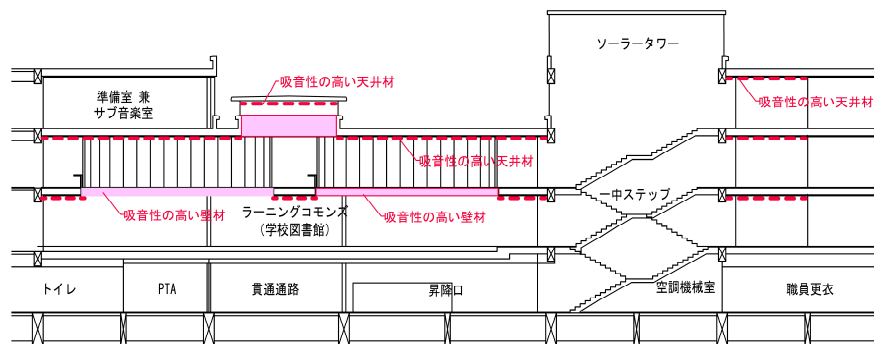 ソーラータワー
吸音性の高い天井材
準備室 兼
サブ音楽室
吸音性の高い天井材
吸音性の高い天井材
一中ステップ
吸音性の高い壁材
ラーニングコモンズ
(学校図書館)
吸音性の高い壁材
トイレ
PTA
貫通通路
昇降口
空調機械室
職員更衣